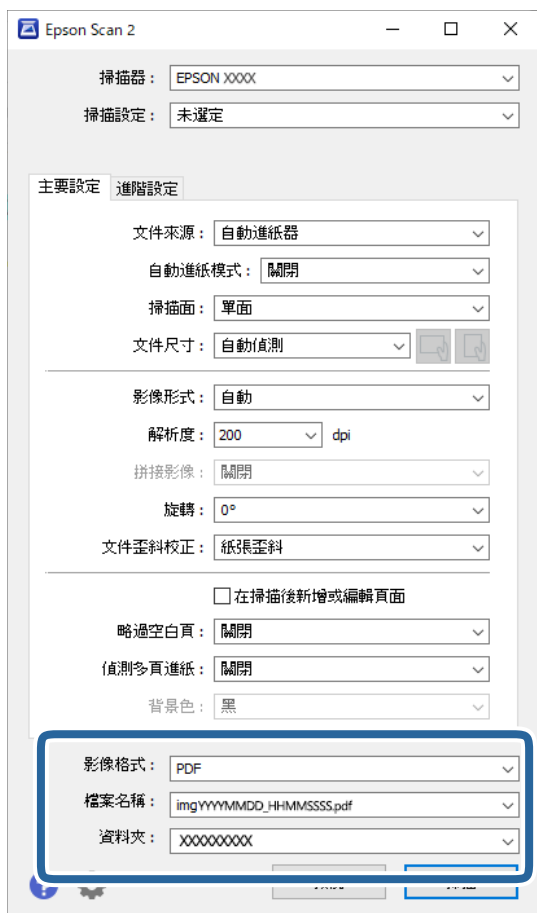 Epson Scan 2
掃描器： EPSON XXXX
掃描設定： 未選定
主要設定 進階設定
文件來源： 自動進紙器
自動進紙模式： 關閉
掃描面： 單面
文件尺寸： 自動偵測
影像形式： 自動
解析度： 200 dpi
拼接影像： 關閉
旋轉： 0°
文件歪斜校正： 紙張歪斜
在掃描後新增或編輯頁面
略過空白頁： 關閉
偵測多頁進紙： 關閉
背景色： 黑
影像格式： PDF
檔案名稱： imgYYYYMMDD_HHMMSSSS.pdf
資料夾： XXXXXXXXX